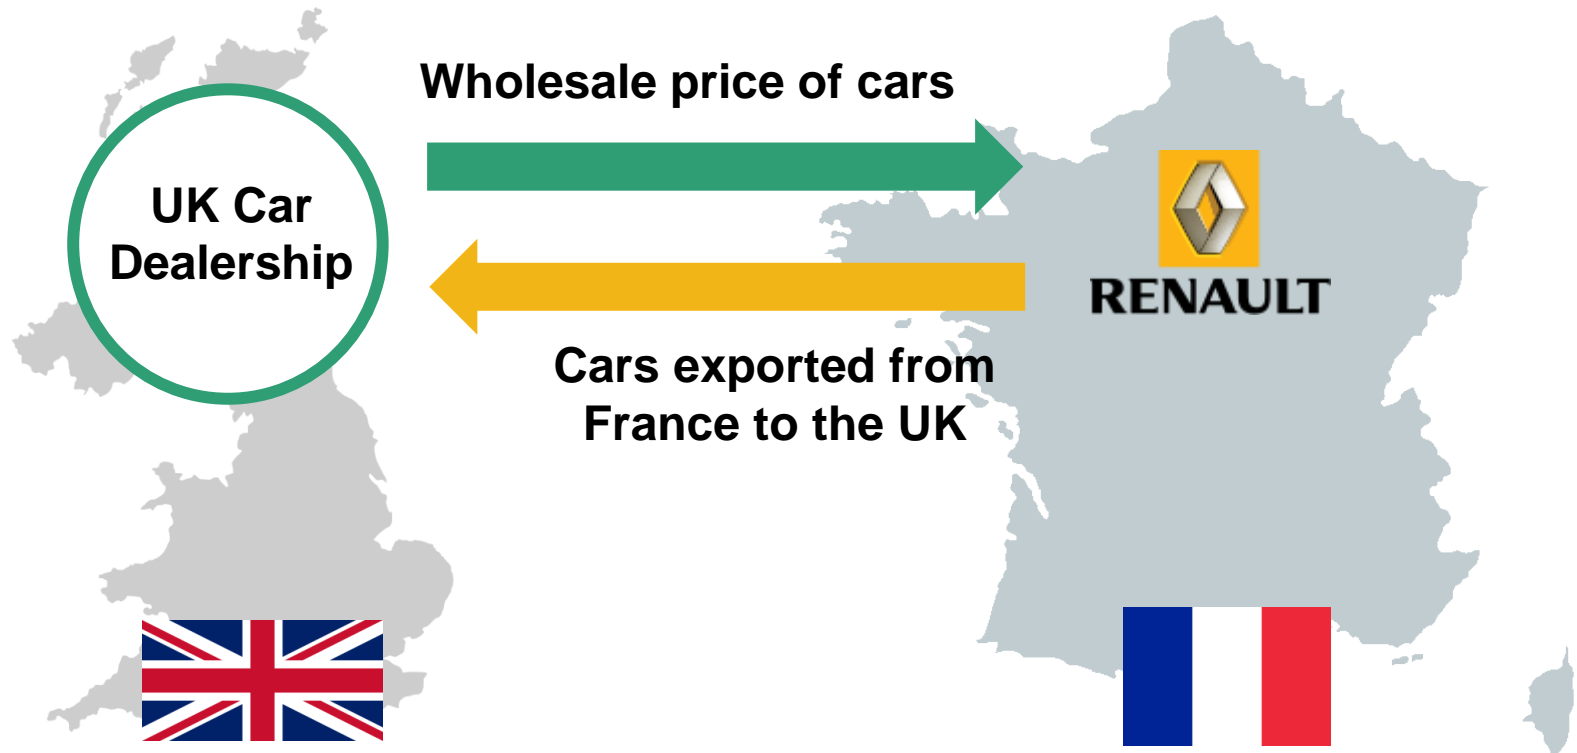 Wholesale price of cars
UK Car
Dealership
RENAULT
Cars exported from
France to the UK